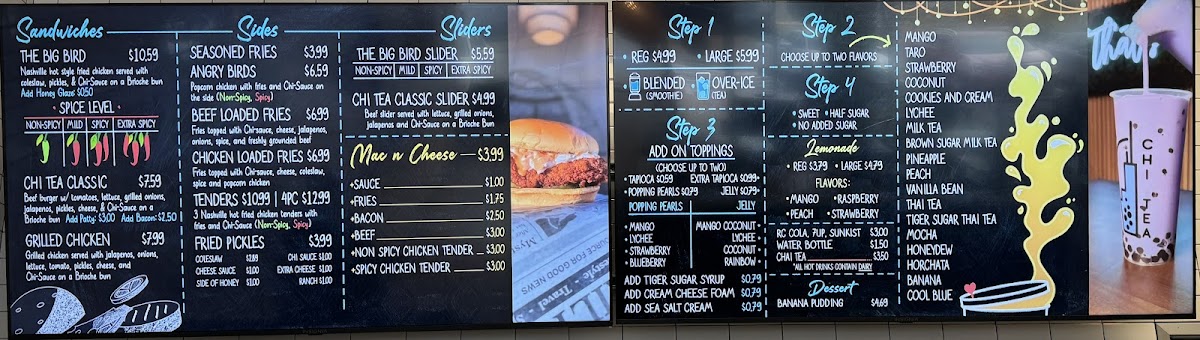 Sandwiches
THE BIG BIRD $10.59
Nashville hot style fried chicken served with
coleslaw, pickles, & Chi-Sauce on a Brioche bun
Add Honey Glaze $0.50
• SPICE LEVEL •
NON-SPICY MILD SPICY EXTRA SPICY
CHI TEA CLASSIC $7.59
Beef burger w/ tomatoes, lettuce, grilled onions,
jalapenos, pickles, cheese, & Chi-Sauce on a
Brioche bun Add Patty: $3.00 Add Bacon: $2.50
GRILLED CHICKEN $7.99
Grilled chicken served with jalapenos, onions,
lettuce, tomato, pickles, cheese, and
Chi-Sauce on a Brioche bun
Sides
SEASONED FRIES $3.99
ANGRY BIRDS $6.59
Popcorn chicken with fries and Chi-Sauce on
the side (Non-Spicy, Spicy)
BEEF LOADED FRIES $6.99
Fries topped with Chi-sauce, cheese, jalapenos,
onions, spice, and freshly grounded beef
CHICKEN LOADED FRIES $6.99
Fries topped with Chi-Sauce, cheese, coleslaw,
spice and popcorn chicken
TENDERS $10.99 | 4PC $12.99
3 Nashville hot fried chicken tenders with
fries and Chi-Sauce (Non-Spicy, Spicy)
FRIED PICKLES $3.99
COLESLAW $2.89 CHI SAUCE $1.00
CHEESE SAUCE $1.00 EXTRA CHEESE $1.00
SIDE OF HONEY $1.00 RANCH $1.00
Sliders
THE BIG BIRD SLIDER $5.59
NON-SPICY MILD SPICY EXTRA SPICY
CHI TEA CLASSIC SLIDER $4.99
Beef slider served with lettuce, grilled onions,
jalapenos and Chi-Sauce on a Brioche Bun
Mac n Cheese $3.99
•SAUCE $1.00
•FRIES $1.75
•BACON $2.50
•BEEF $3.00
•NON SPICY CHICKEN TENDER $3.00
•SPICY CHICKEN TENDER $3.00
Step 1
• REG $4.99 • LARGE $5.99
• BLENDED (SMOOTHIE) • OVER-ICE (TEA)
Step 3
ADD ON TOPPINGS
(CHOOSE UP TO TWO)
•TAPIOCA $0.59 EXTRA TAPIOCA $0.99•
•POPPING PEARLS $0.79 JELLY $0.79•
POPPING PEARLS JELLY
• MANGO MANGO COCONUT •
• LYCHEE LYCHEE •
• STRAWBERRY COCONUT •
• BLUEBERRY RAINBOW •
ADD TIGER SUGAR SYRUP $0.79
ADD CREAM CHEESE FOAM $0.79
ADD SEA SALT CREAM $0.79
Step 2
CHOOSE UP TO TWO FLAVORS
Step 4
• SWEET • HALF SUGAR
• NO ADDED SUGAR
Lemonade
• REG $3.79 • LARGE $4.79
FLAVORS:
• MANGO • RASPBERRY
• PEACH • STRAWBERRY
RC COLA, 7UP, SUNKIST $3.00
WATER BOTTLE $1.50
CHAI TEA $3.50
*ALL HOT DRINKS CONTAIN DAIRY
Dessert
BANANA PUDDING $4.69
MANGO
TARO
STRAWBERRY
COCONUT
COOKIES AND CREAM
LYCHEE
MILK TEA
BROWN SUGAR MILK TEA
PINEAPPLE
PEACH
VANILLA BEAN
THAI TEA
TIGER SUGAR THAI TEA
MOCHA
HONEYDEW
HORCHATA
BANANA
COOL BLUE
CHI TEA